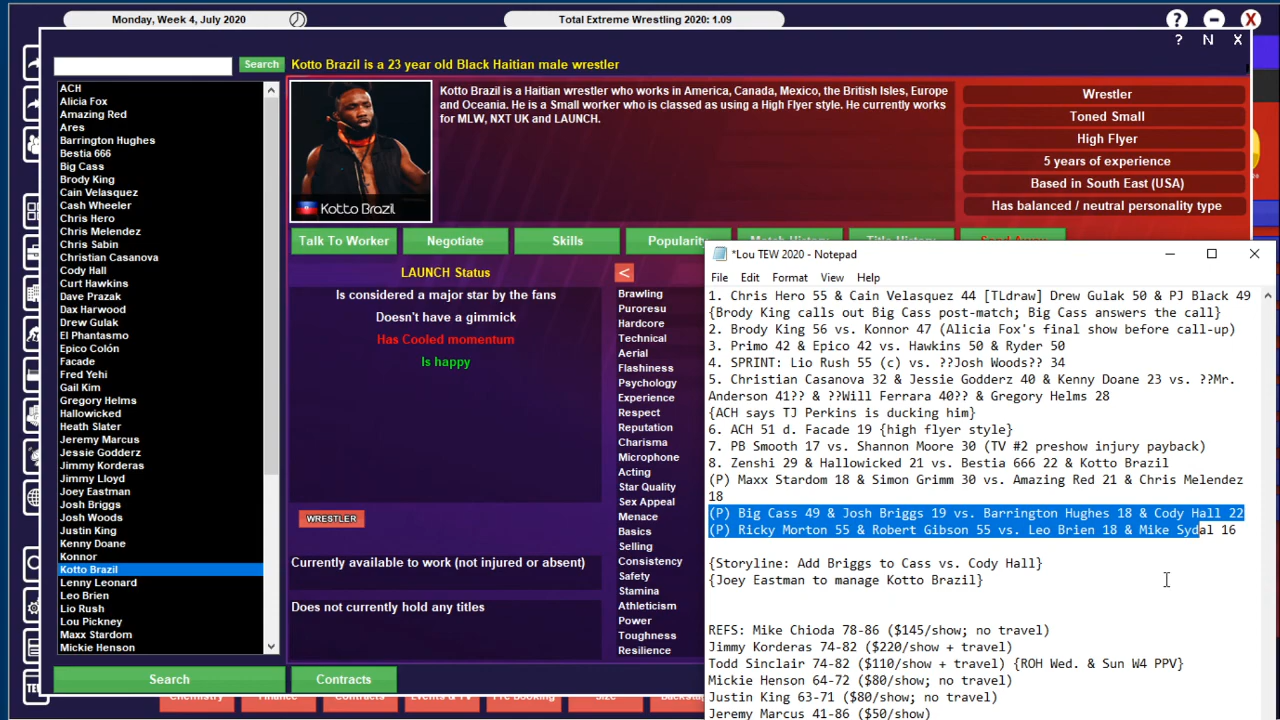 Monday, Week 4, July 2020
Total Extreme Wrestling 2020: 1.09
? N X
Search
Kotto Brazil is a 23 year old Black Haitian male wrestler
ACH
Alicia Fox
Amazing Red
Ares
Barrington Hughes
Bestia 666
Big Cass
Brody King
Cain Velasquez
Cash Wheeler
Chris Hero
Chris Melendez
Chris Sabin
Christian Casanova
Cody Hall
Curt Hawkins
Dave Prazak
Dax Harwood
Drew Gulak
El Phantasmo
Epico Colón
Facade
Fred Yehi
Gail Kim
Gregory Helms
Hallowicked
Heath Slater
Jeremy Marcus
Jessie Godderz
Jimmy Korderas
Jimmy Lloyd
Joey Eastman
Josh Briggs
Josh Woods
Justin King
Kenny Doane
Konnor
Kotto Brazil
Lenny Leonard
Leo Brien
Lio Rush
Lou Pickney
Maxx Stardom
Mickie Henson
Search
Contracts
Kotto Brazil
Kotto Brazil is a Haitian wrestler who works in America, Canada, Mexico, the British Isles, Europe
and Oceania. He is a Small worker who is classed as using a High Flyer style. He currently works
for MLW, NXT UK and LAUNCH.
Wrestler
Toned Small
High Flyer
5 years of experience
Based in South East (USA)
Has balanced / neutral personality type
Talk To Worker
Negotiate
Skills
Popularity
LAUNCH Status
Is considered a major star by the fans
Doesn't have a gimmick
Has Cooled momentum
Is happy
WRESTLER
Currently available to work (not injured or absent)
Does not currently hold any titles
<
Brawling
Puroresu
Hardcore
Technical
Aerial
Flashiness
Psychology
Experience
Respect
Reputation
Charisma
Microphone
Acting
Star Quality
Sex Appeal
Menace
Basics
Selling
Consistency
Safety
Stamina
Athleticism
Power
Toughness
Resilience
*Lou TEW 2020 - Notepad
File Edit Format View Help
1. Chris Hero 55 & Cain Velasquez 44 [TLdraw] Drew Gulak 50 & PJ Black 49
{Brody King calls out Big Cass post-match; Big Cass answers the call}
2. Brody King 56 vs. Konnor 47 (Alicia Fox's final show before call-up)
3. Primo 42 & Epico 42 vs. Hawkins 50 & Ryder 50
4. SPRINT: Lio Rush 55 (c) vs. ??Josh Woods?? 34
5. Christian Casanova 32 & Jessie Godderz 40 & Kenny Doane 23 vs. ??Mr.
Anderson 41?? & ??Will Ferrara 40?? & Gregory Helms 28
{ACH says TJ Perkins is ducking him}
6. ACH 51 d. Facade 19 {high flyer style}
7. PB Smooth 17 vs. Shannon Moore 30 (TV #2 preshow injury payback)
8. Zenshi 29 & Hallowicked 21 vs. Bestia 666 22 & Kotto Brazil
(P) Maxx Stardom 18 & Simon Grimm 30 vs. Amazing Red 21 & Chris Melendez
18
(P) Big Cass 49 & Josh Briggs 19 vs. Barrington Hughes 18 & Cody Hall 22
(P) Ricky Morton 55 & Robert Gibson 55 vs. Leo Brien 18 & Mike Sydal 16
{Storyline: Add Briggs to Cass vs. Cody Hall}
{Joey Eastman to manage Kotto Brazil}
REFS: Mike Chioda 78-86 ($145/show; no travel)
Jimmy Korderas 74-82 ($220/show + travel)
Todd Sinclair 74-82 ($110/show + travel) {ROH Wed. & Sun W4 PPV}
Mickie Henson 64-72 ($80/show; no travel)
Justin King 63-71 ($80/show; no travel)
Jeremy Marcus 41-86 ($50/show)